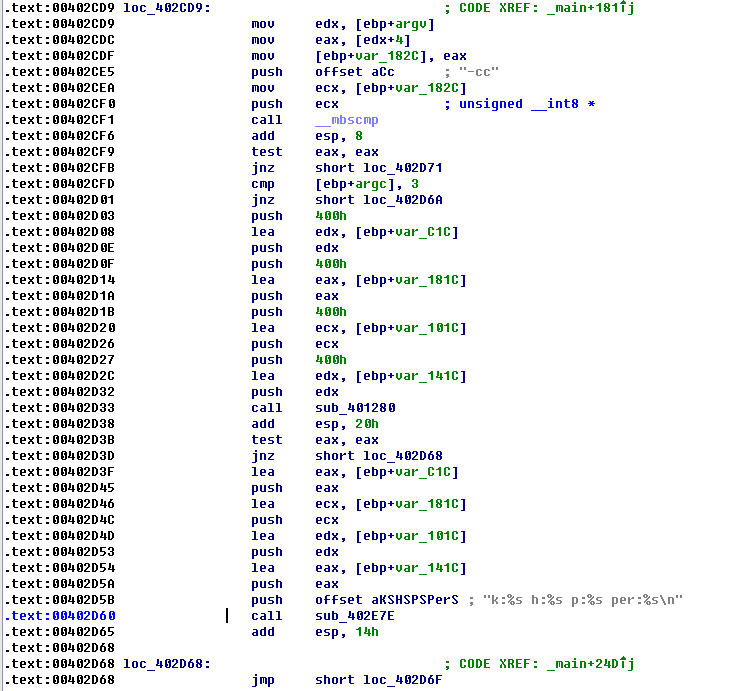 .text:00402CD9 loc_402CD9: ; CODE XREF: _main+181↑j
.text:00402CD9 mov edx, [ebp+argv]
.text:00402CDC mov eax, [edx+4]
.text:00402CDF mov [ebp+var_182C], eax
.text:00402CE5 push offset aCc ; "-cc"
.text:00402CEA mov ecx, [ebp+var_182C]
.text:00402CF0 push ecx ; unsigned __int8 *
.text:00402CF1 call __mbscmp
.text:00402CF6 add esp, 8
.text:00402CF9 test eax, eax
.text:00402CFB jnz short loc_402D71
.text:00402CFD cmp [ebp+argc], 3
.text:00402D01 jnz short loc_402D6A
.text:00402D03 push 400h
.text:00402D08 lea edx, [ebp+var_C1C]
.text:00402D0E push edx
.text:00402D0F push 400h
.text:00402D14 lea eax, [ebp+var_181C]
.text:00402D1A push eax
.text:00402D1B push 400h
.text:00402D20 lea ecx, [ebp+var_101C]
.text:00402D26 push ecx
.text:00402D27 push 400h
.text:00402D2C lea edx, [ebp+var_141C]
.text:00402D32 push edx
.text:00402D33 call sub_401280
.text:00402D38 add esp, 20h
.text:00402D3B test eax, eax
.text:00402D3D jnz short loc_402D68
.text:00402D3F lea eax, [ebp+var_C1C]
.text:00402D45 push eax
.text:00402D46 lea ecx, [ebp+var_181C]
.text:00402D4C push ecx
.text:00402D4D lea edx, [ebp+var_101C]
.text:00402D53 push edx
.text:00402D54 lea eax, [ebp+var_141C]
.text:00402D5A push eax
.text:00402D5B push offset aKSHSPSPerS ; "k:%s h:%s p:%s per:%s\n"
.text:00402D60 call sub_402E7E
.text:00402D65 add esp, 14h
.text:00402D68
.text:00402D68 loc_402D68: ; CODE XREF: _main+24D↑j
.text:00402D68 jmp short loc_402D6F